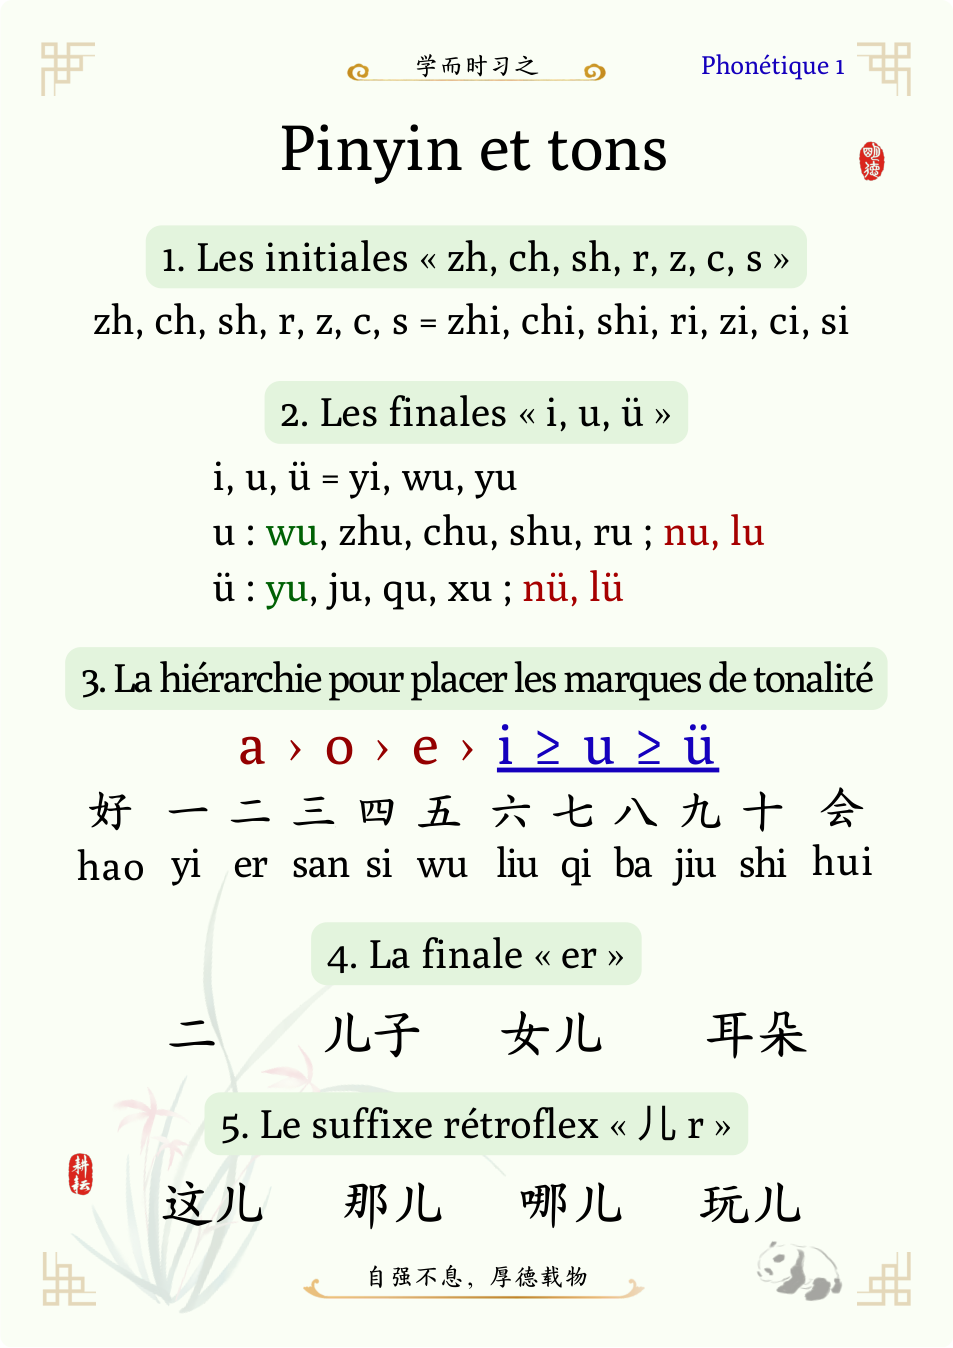 学而时习之
Phonétique 1
Pinyin et tons
明德
1. Les initiales « zh, ch, sh, r, z, c, s »
zh, ch, sh, r, z, c, s = zhi, chi, shi, ri, zi, ci, si
2. Les finales « i, u, ü »
i, u, ü = yi, wu, yu
u : wu, zhu, chu, shu, ru ; nu, lu
ü : yu, ju, qu, xu ; nü, lü
3. La hiérarchie pour placer les marques de tonalité
a › o › e › i ≥ u ≥ ü
好 一 二 三 四 五 六 七 八 九 十 会
hao yi er san si wu liu qi ba jiu shi hui
4. La finale « er »
二 儿子 女儿 耳朵
5. Le suffixe rétroflex « 儿 r »
耕耘
这儿 那儿 哪儿 玩儿
自强不息，厚德载物